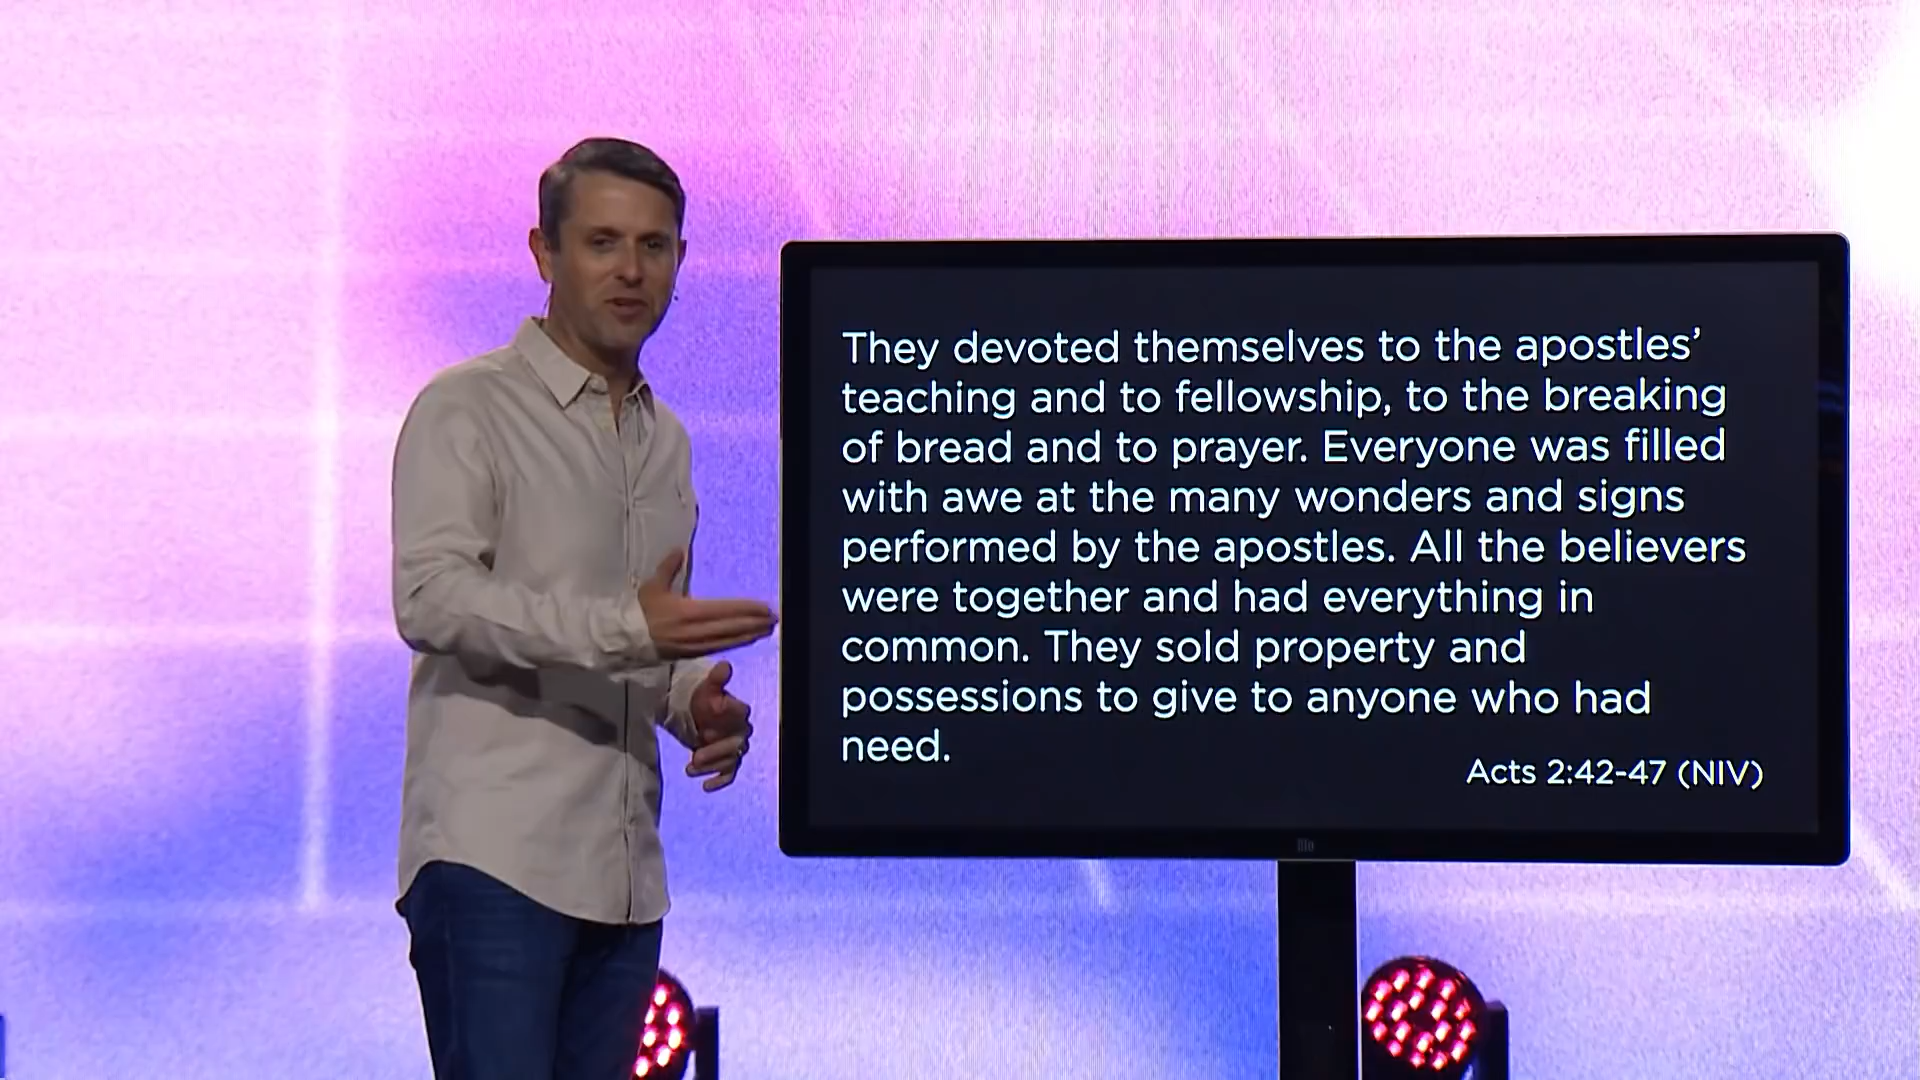 They devoted themselves to the apostles’
teaching and to fellowship, to the breaking
of bread and to prayer. Everyone was filled
with awe at the many wonders and signs
performed by the apostles. All the believers
were together and had everything in
common. They sold property and
possessions to give to anyone who had
need.
Acts 2:42-47 (NIV)